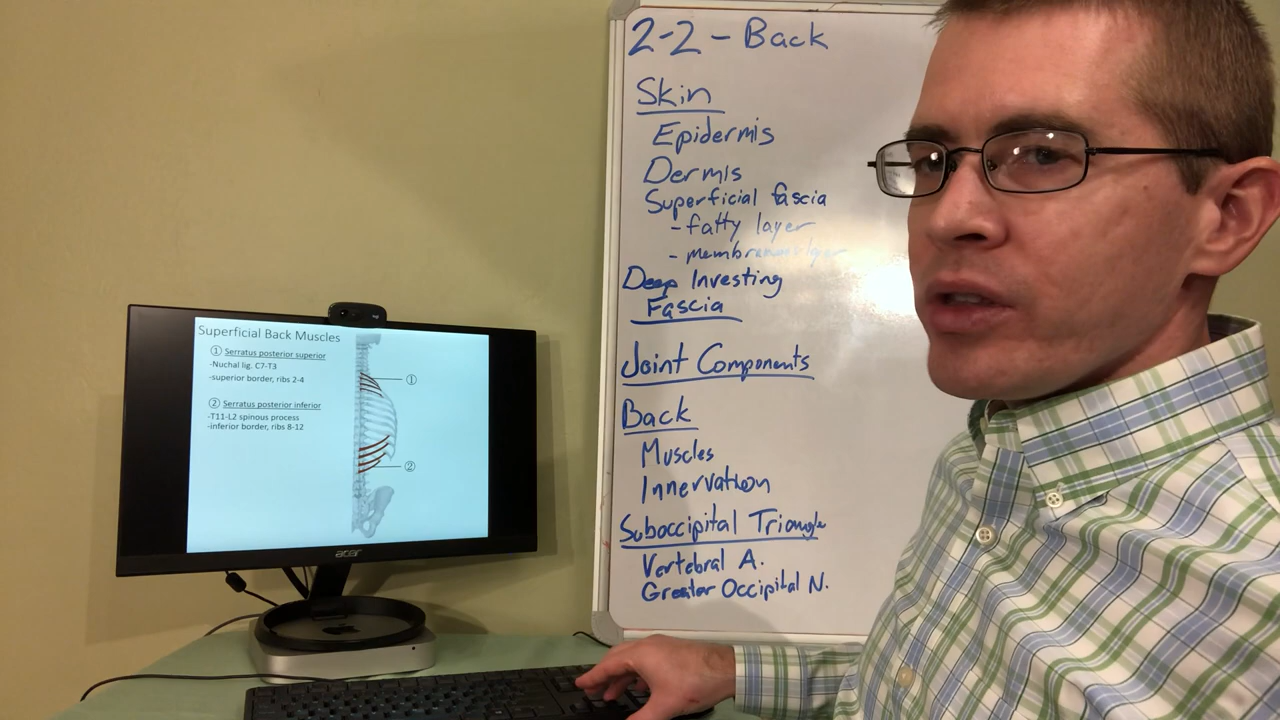 Superficial Back Muscles
① Serratus posterior superior
-Nuchal lig. C7-T3
-superior border, ribs 2-4
② Serratus posterior inferior
-T11-L2 spinous process
-inferior border, ribs 8-12
①
②
acer
2-2-Back
Skin
Epidermis
Dermis
Superficial fascia
-fatty layer
-
Deep Investing
Fascia
Joint Components
Back
Muscles
Innervation
Suboccipital Triangle
Vertebral A.
Greater Occipital N.